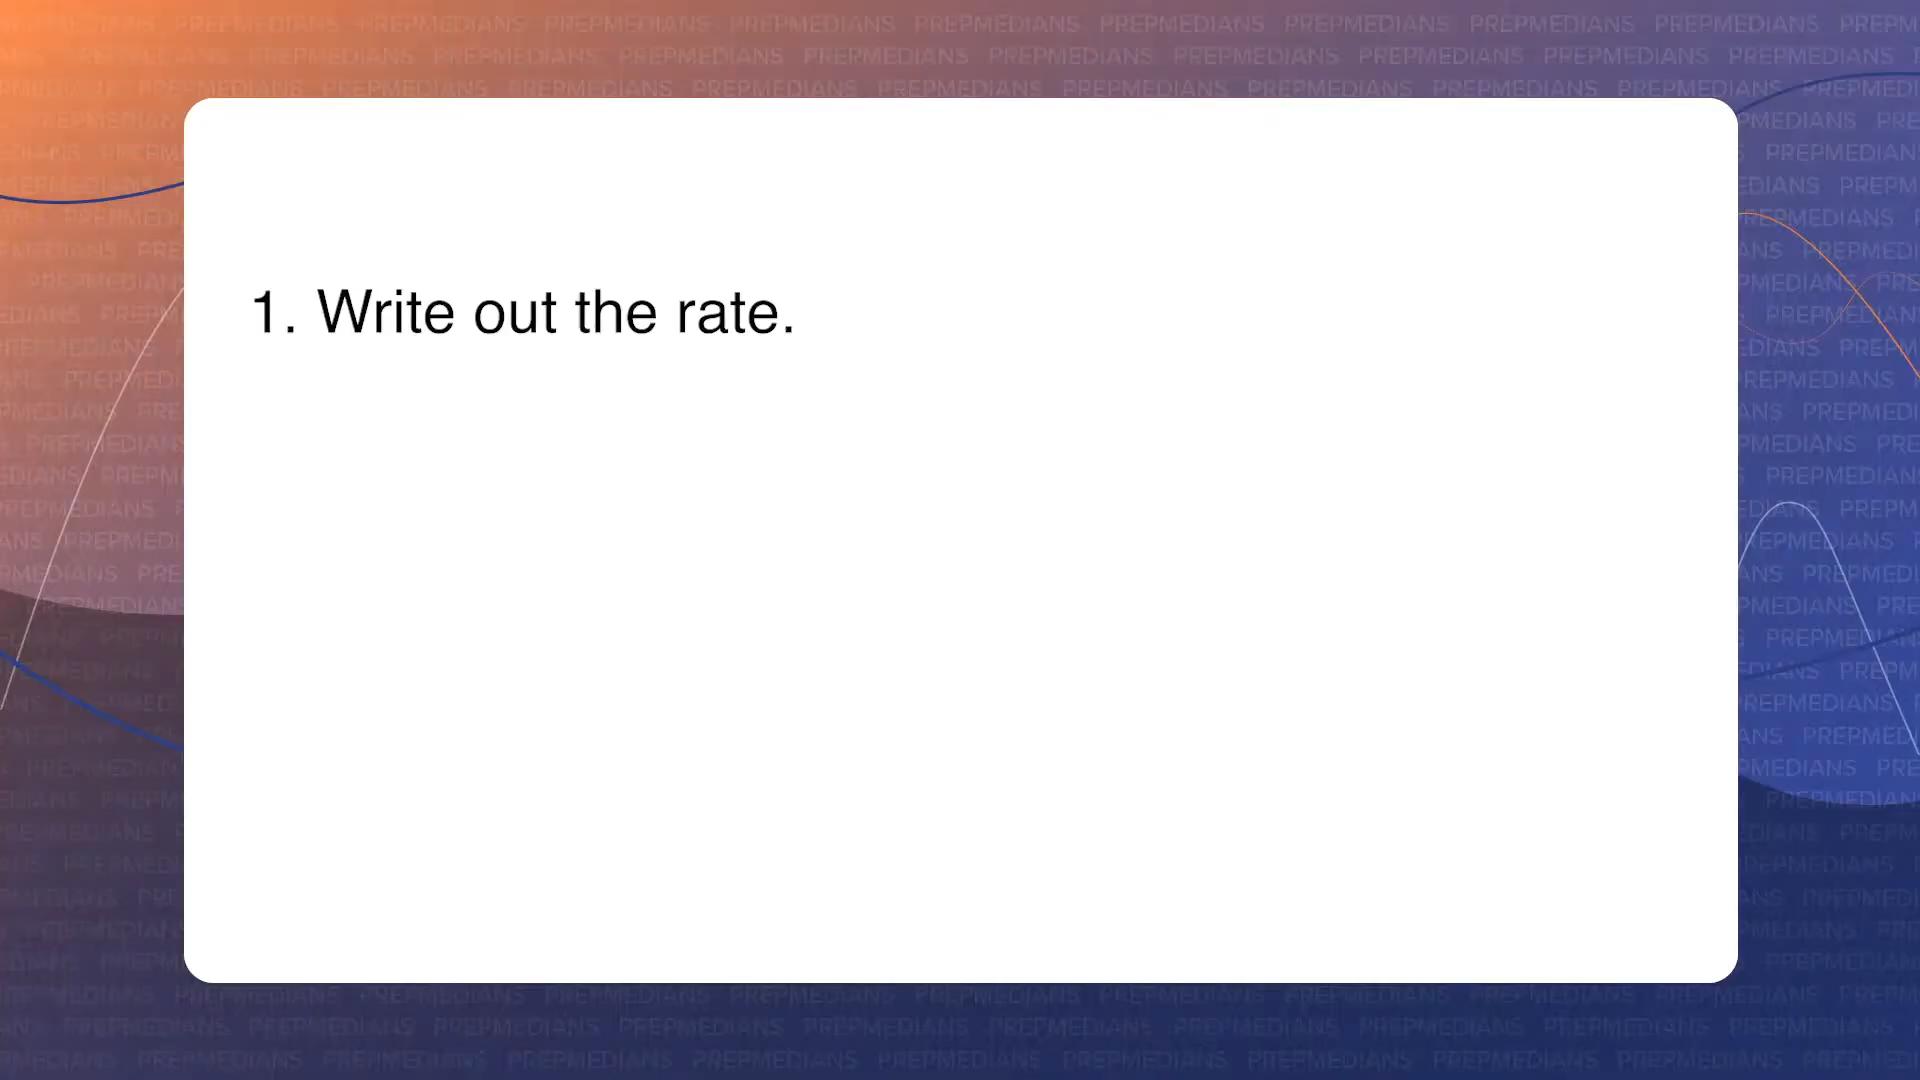 1. Write out the rate.